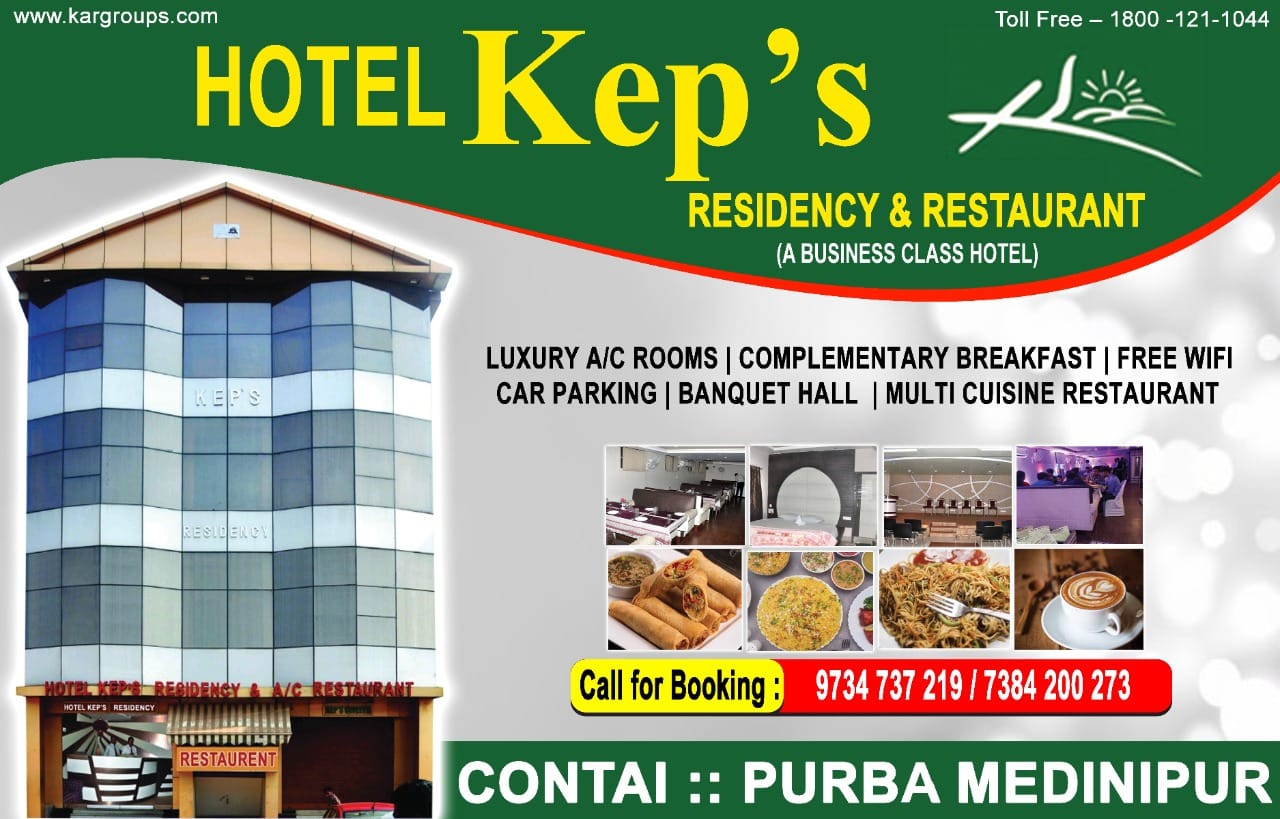 www.kargroups.com
Toll Free – 1800 -121-1044
HOTEL Kep's
RESIDENCY & RESTAURANT
(A BUSINESS CLASS HOTEL)
LUXURY A/C ROOMS | COMPLEMENTARY BREAKFAST | FREE WIFI
CAR PARKING | BANQUET HALL | MULTI CUISINE RESTAURANT
KEP'S
RESIDENCY
HOTEL KEP'S RESIDENCY & A/C RESTAURANT
HOTEL KEP'S RESIDENCY
RESTAURENT
Call for Booking : 9734 737 219 / 7384 200 273
CONTAI :: PURBA MEDINIPUR